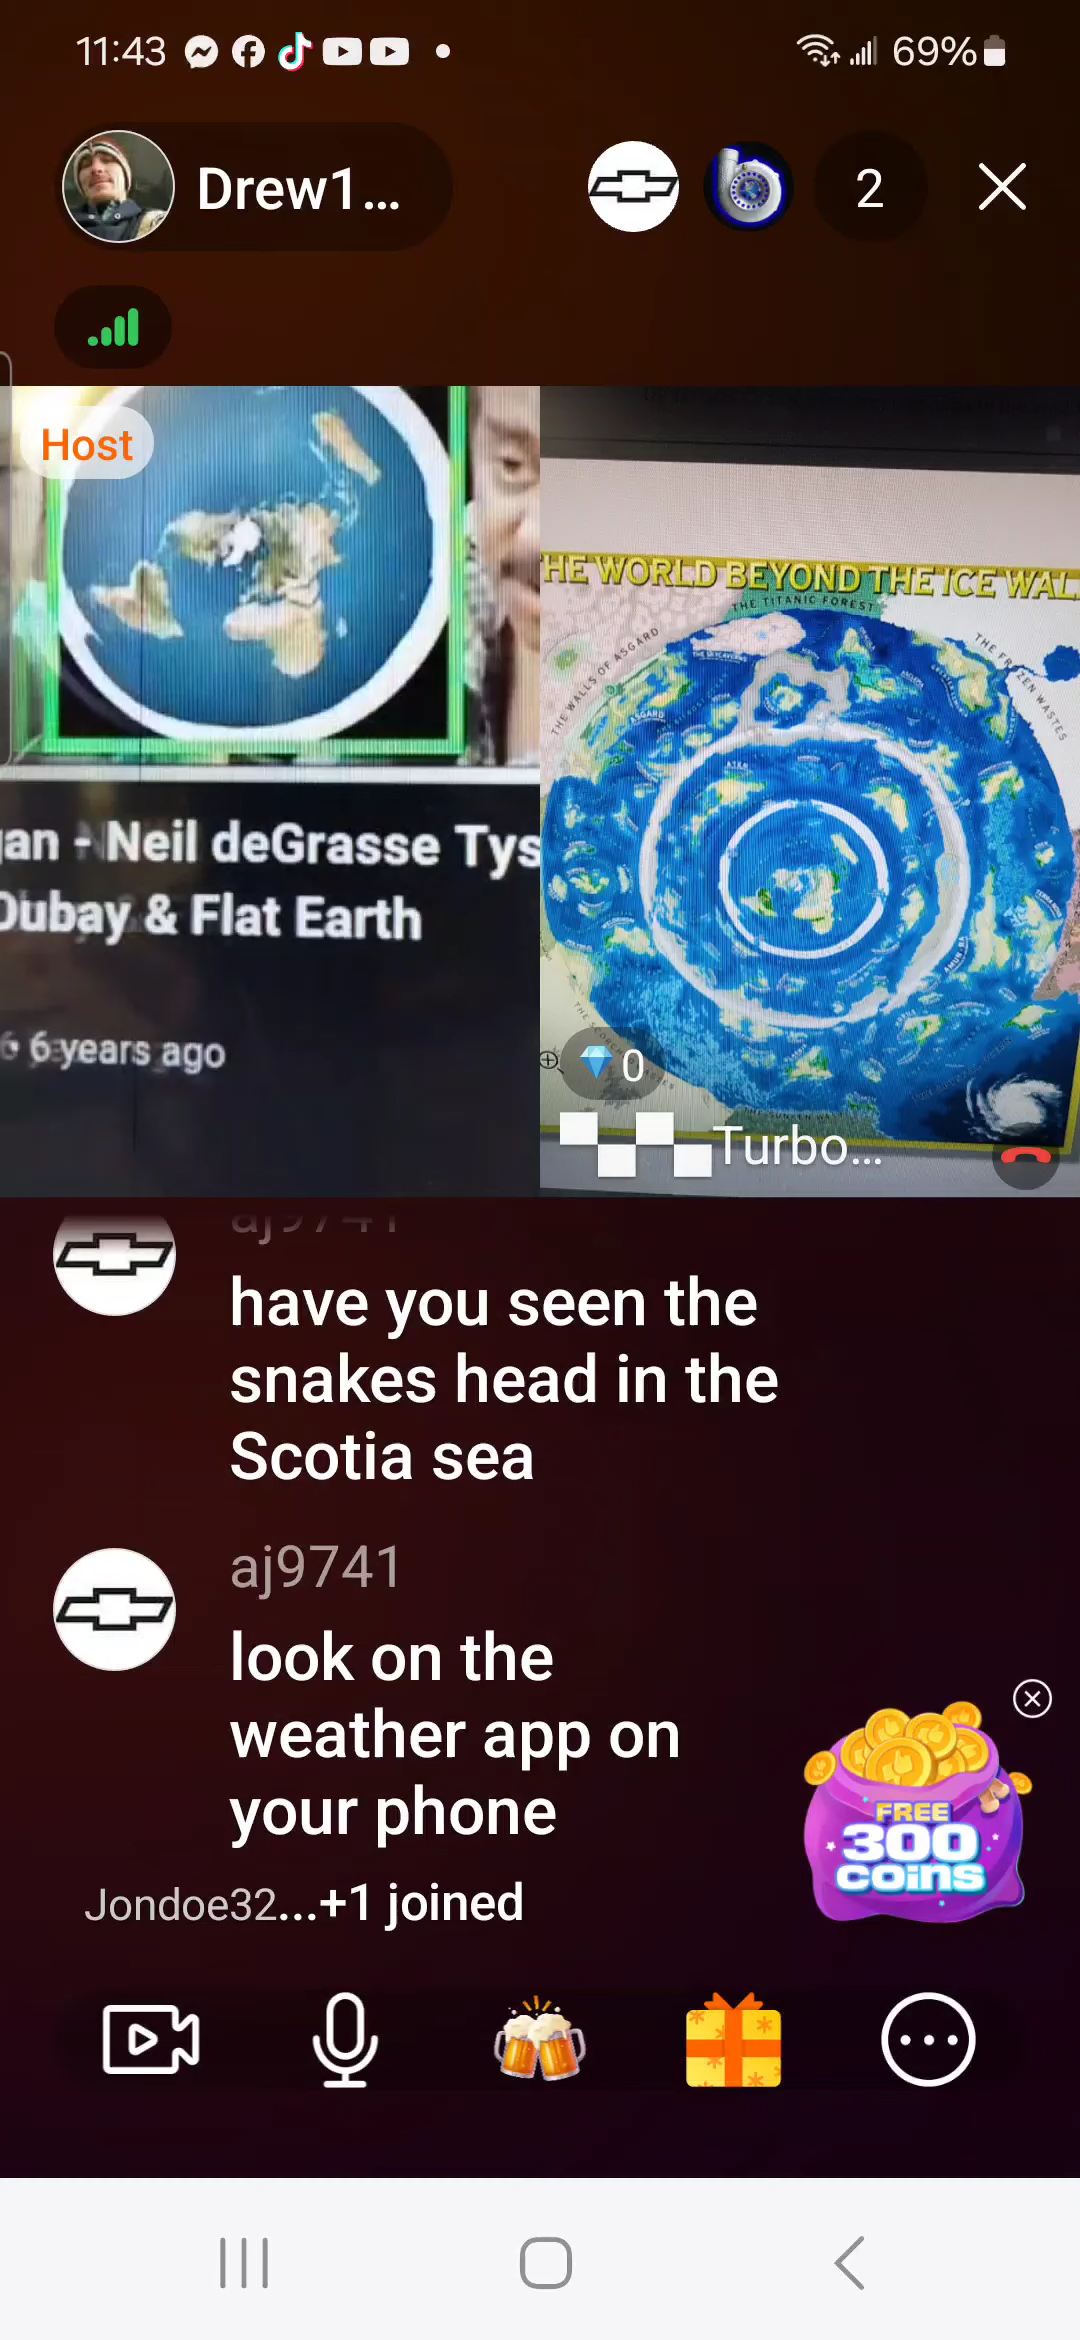 11:43
69%
Drew1...
2
Host
gan - Neil deGrasse Tys
Dubay & Flat Earth
6 years ago
HE WORLD BEYOND THE ICE WAL
THE TITANIC FOREST
THE WALLS OF ASGARD
THE FROZEN WASTES
ASGARD
0
Turbo...
aj9741
have you seen the
snakes head in the
Scotia sea
aj9741
look on the
weather app on
your phone
FREE
300
COINS
Jondoe32...+1 joined